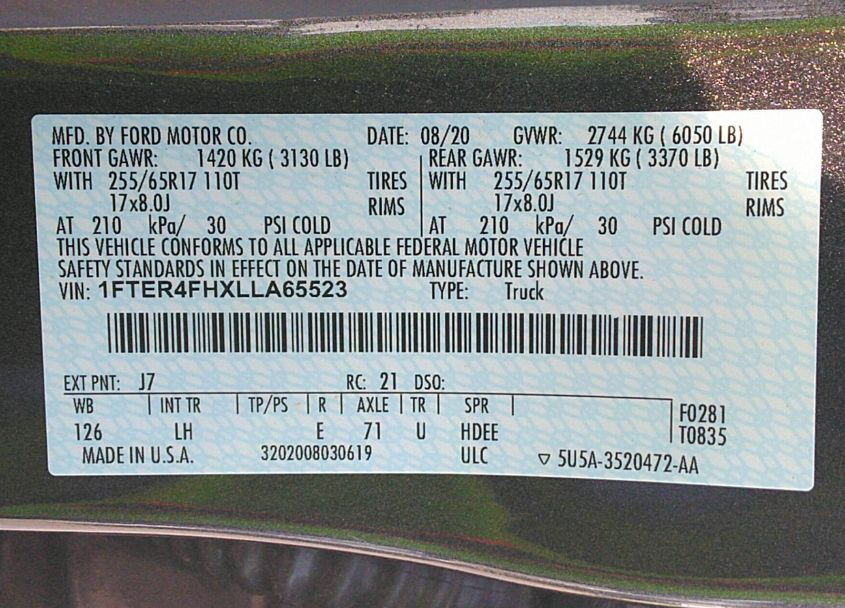 MFD. BY FORD MOTOR CO. DATE: 08/20 GVWR: 2744 KG ( 6050 LB)
FRONT GAWR: 1420 KG ( 3130 LB) REAR GAWR: 1529 KG ( 3370 LB)
WITH 255/65R17 110T TIRES WITH 255/65R17 110T TIRES
17x8.0J RIMS 17x8.0J RIMS
AT 210 kPa/ 30 PSI COLD AT 210 kPa/ 30 PSI COLD
THIS VEHICLE CONFORMS TO ALL APPLICABLE FEDERAL MOTOR VEHICLE
SAFETY STANDARDS IN EFFECT ON THE DATE OF MANUFACTURE SHOWN ABOVE.
VIN: 1FTER4FHXLLA65523 TYPE: Truck
EXT PNT: J7 RC: 21 DSO:
WB INT TR TP/PS R AXLE TR SPR F0281
126 LH E 71 U HDEE T0835
MADE IN U.S.A. 3202008030619 ULC ▽ 5U5A-3520472-AA